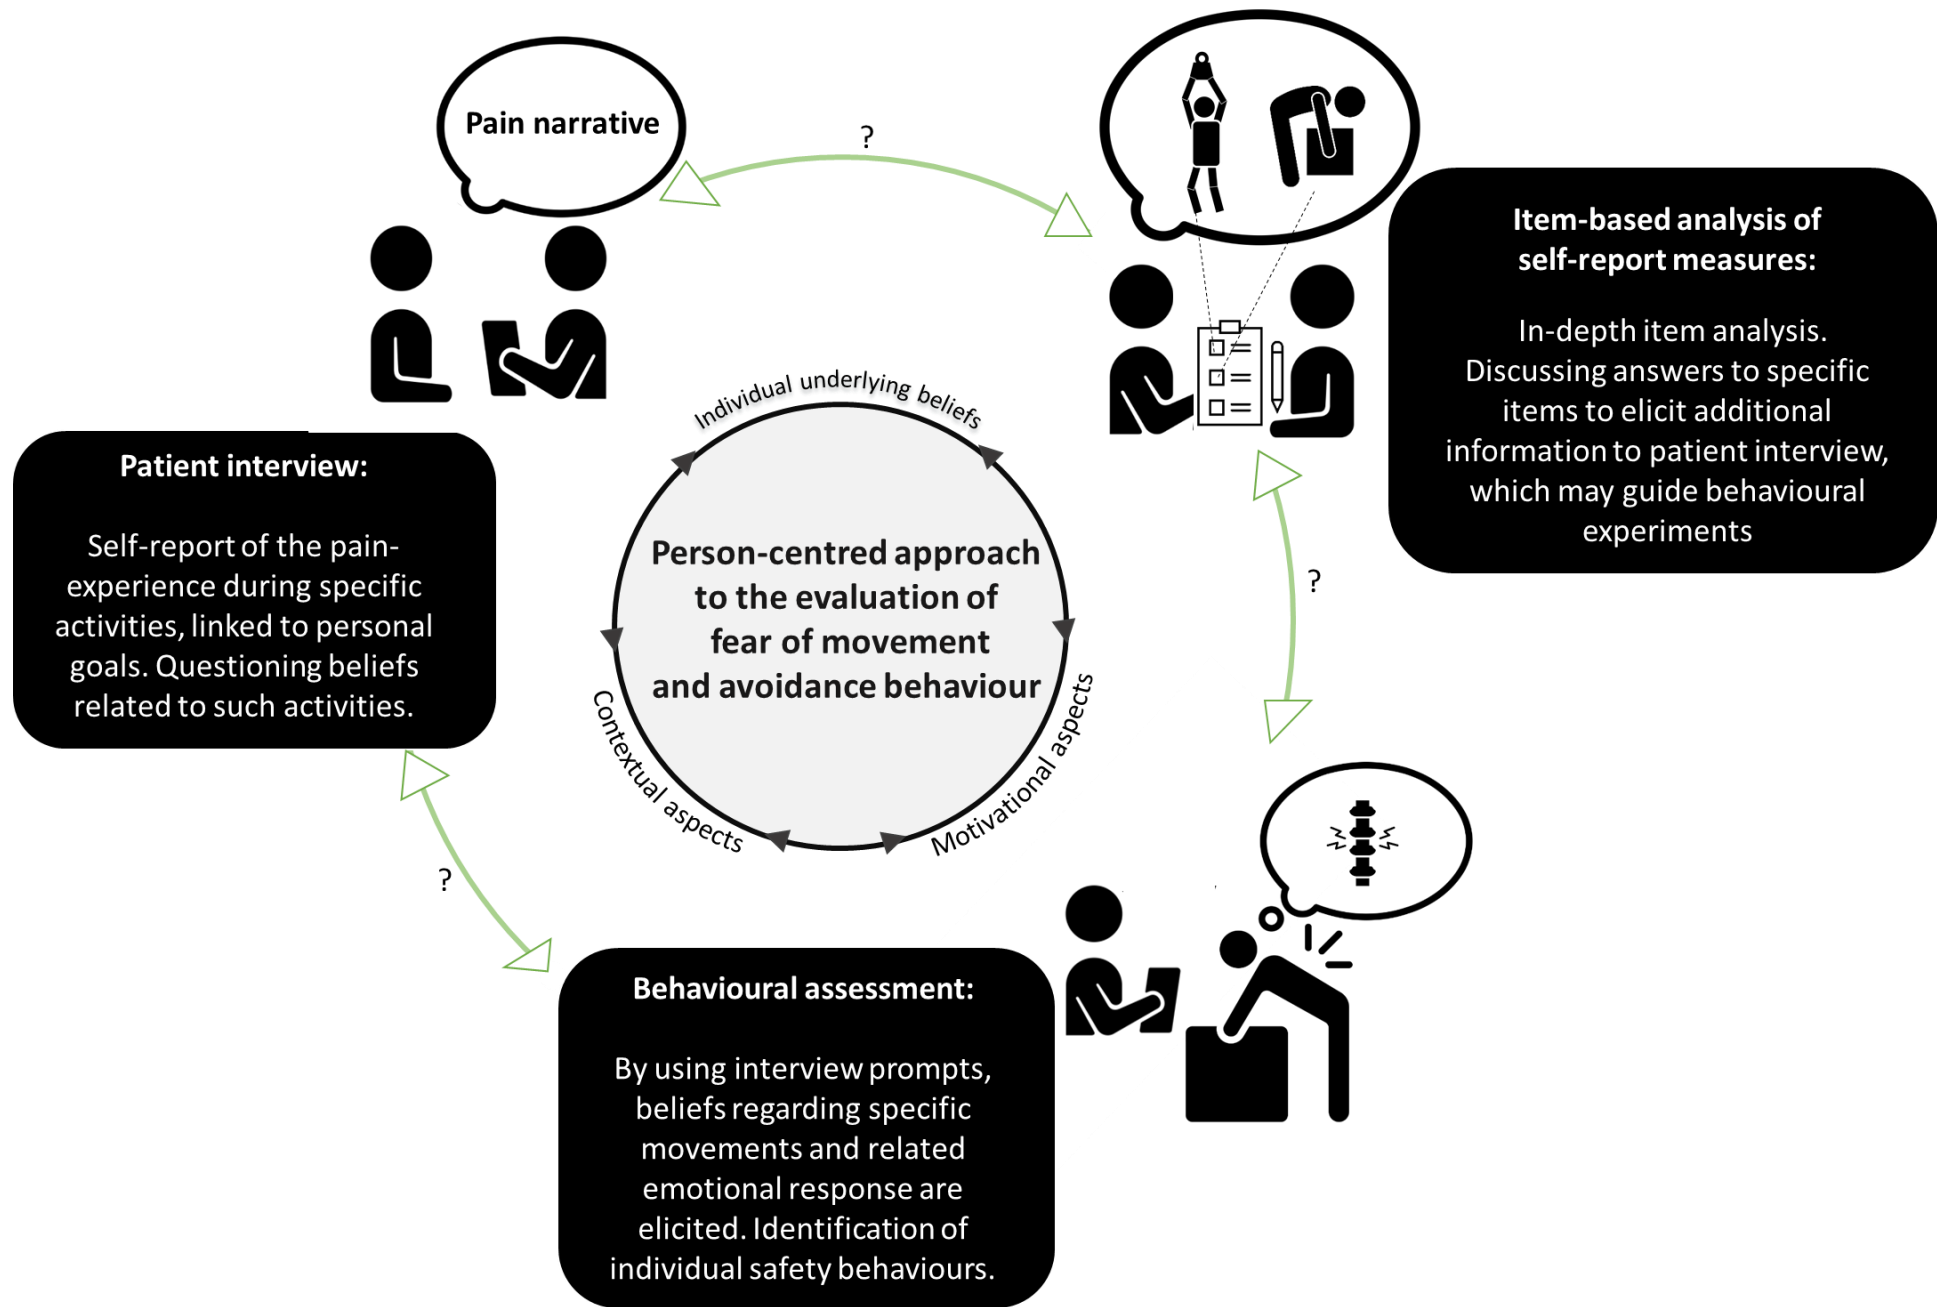 Pain narrative
?
Item-based analysis of
self-report measures:
In-depth item analysis.
Discussing answers to specific
items to elicit additional
information to patient interview,
which may guide behavioural
experiments
Patient interview:
Self-report of the pain-
experience during specific
activities, linked to personal
goals. Questioning beliefs
related to such activities.
Individual underlying beliefs
Person-centred approach
to the evaluation of
fear of movement
and avoidance behaviour
Contextual aspects
Motivational aspects
?
?
Behavioural assessment:
By using interview prompts,
beliefs regarding specific
movements and related
emotional response are
elicited. Identification of
individual safety behaviours.